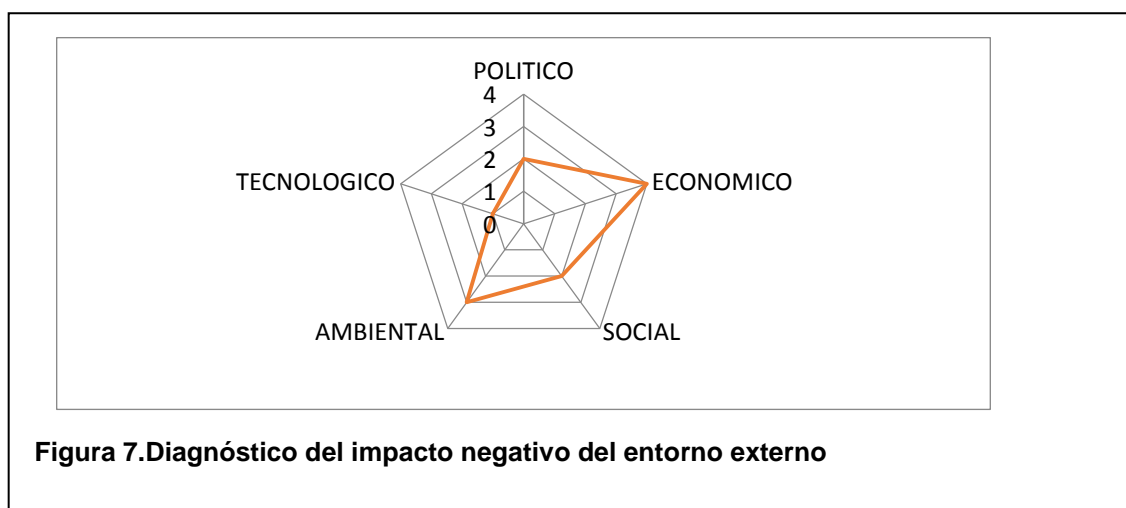 POLITICO
4
3
2
1
0
TECNOLOGICO
ECONOMICO
AMBIENTAL
SOCIAL
Figura 7.Diagnóstico del impacto negativo del entorno externo